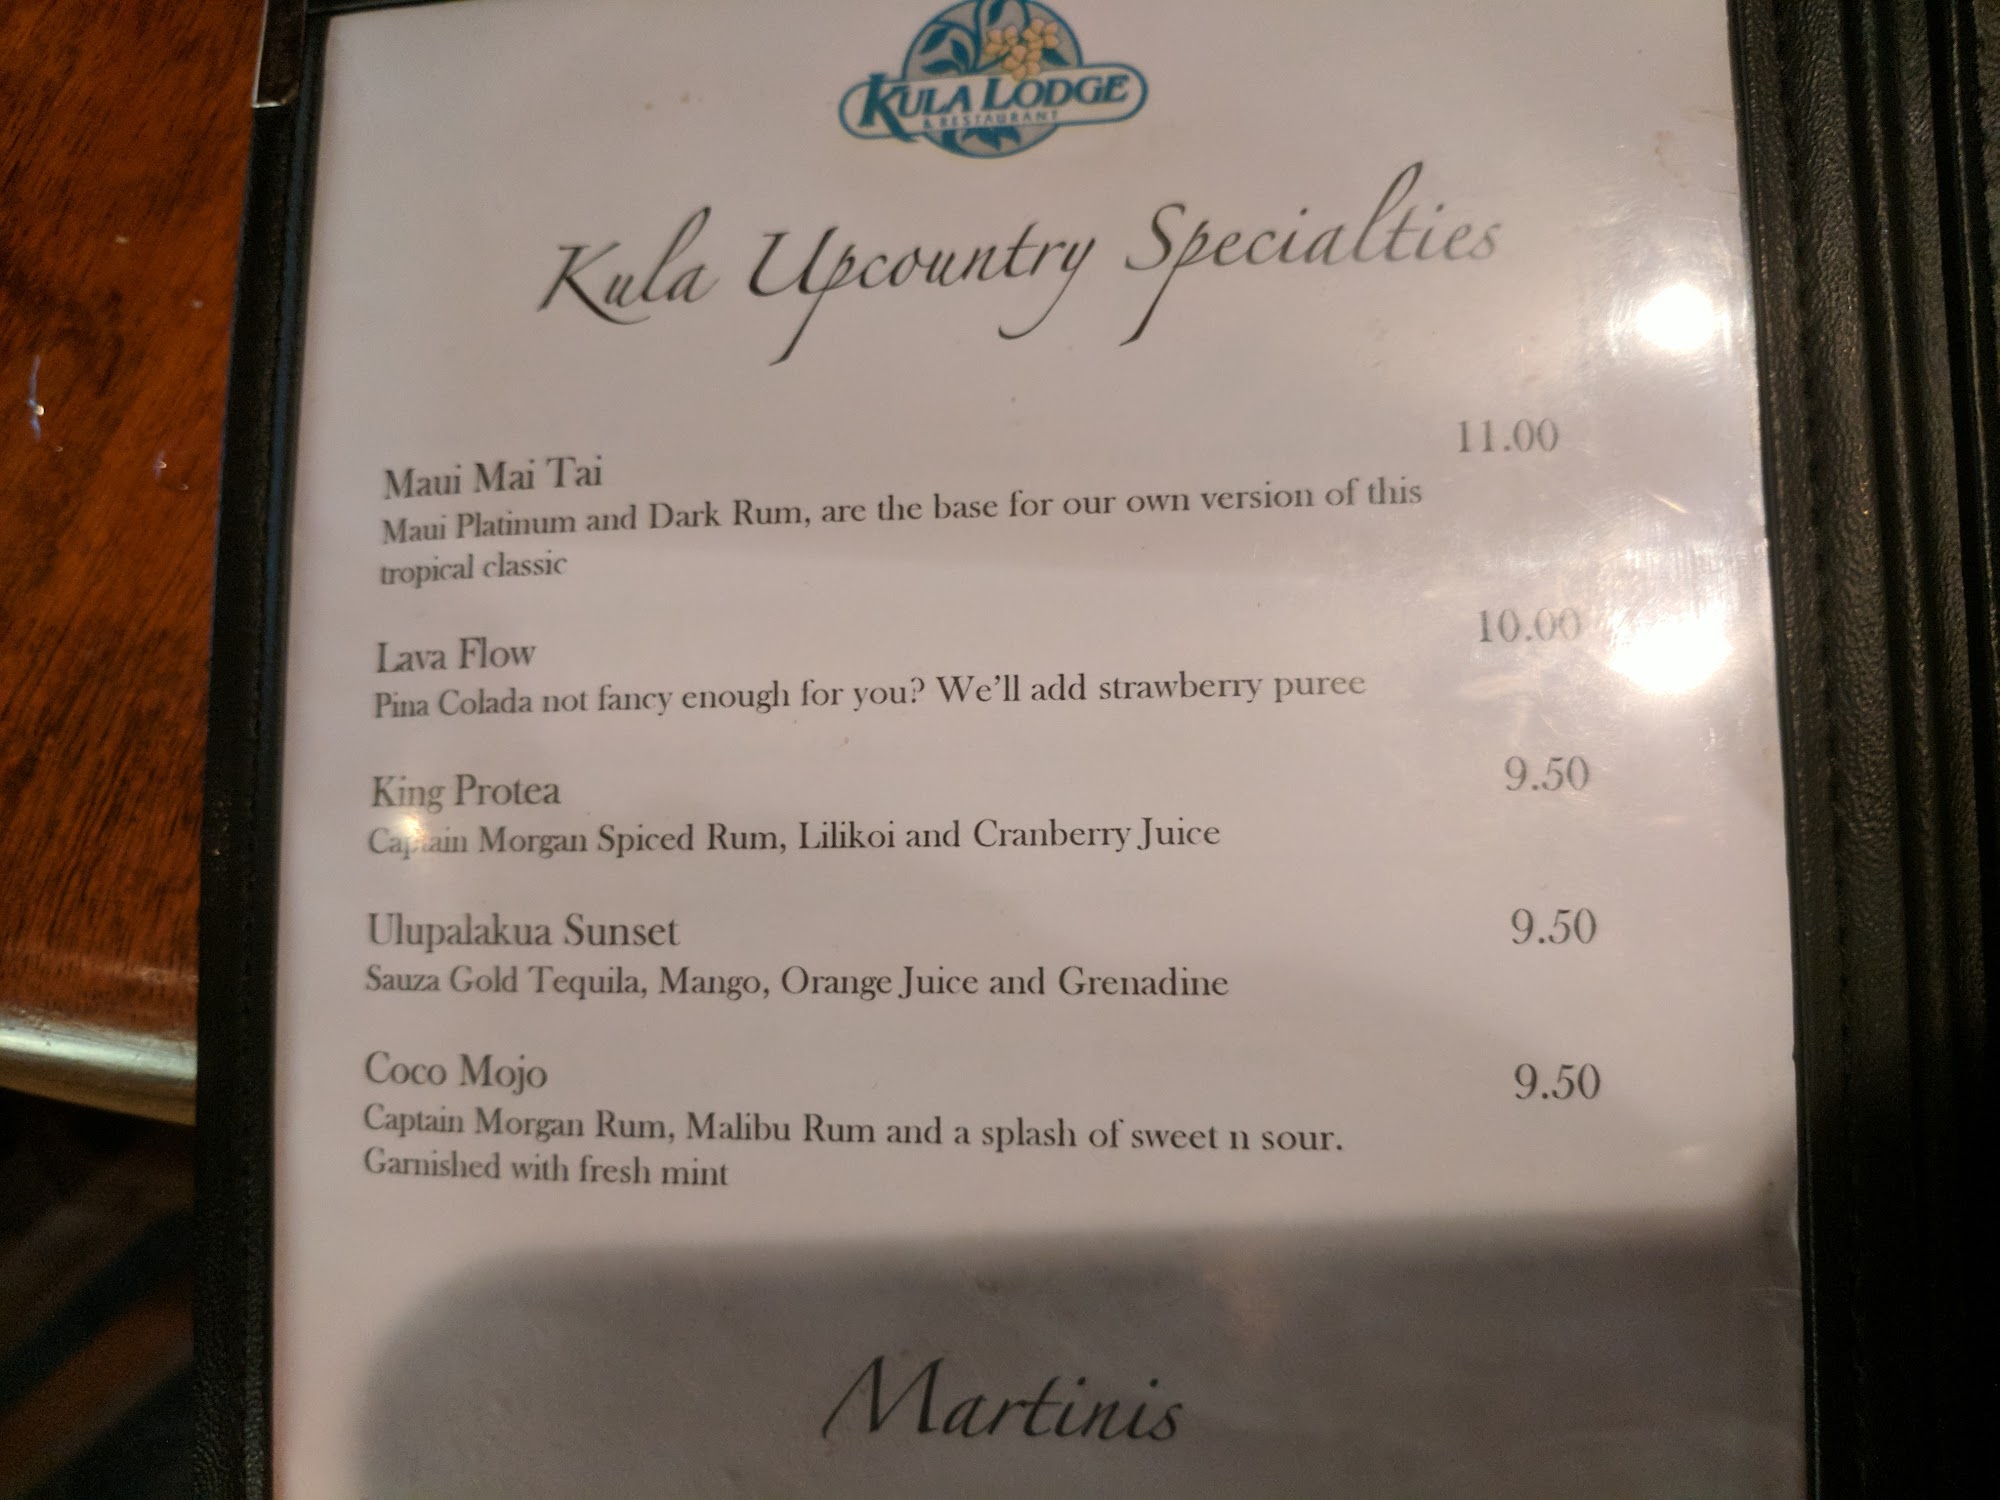 KULA LODGE
& RESTAURANT
Kula Upcountry Specialties
Maui Mai Tai 11.00
Maui Platinum and Dark Rum, are the base for our own version of this
tropical classic
Lava Flow 10.00
Pina Colada not fancy enough for you? We'll add strawberry puree
King Protea 9.50
Captain Morgan Spiced Rum, Lilikoi and Cranberry Juice
Ulupalakua Sunset 9.50
Sauza Gold Tequila, Mango, Orange Juice and Grenadine
Coco Mojo 9.50
Captain Morgan Rum, Malibu Rum and a splash of sweet n sour.
Garnished with fresh mint
Martinis